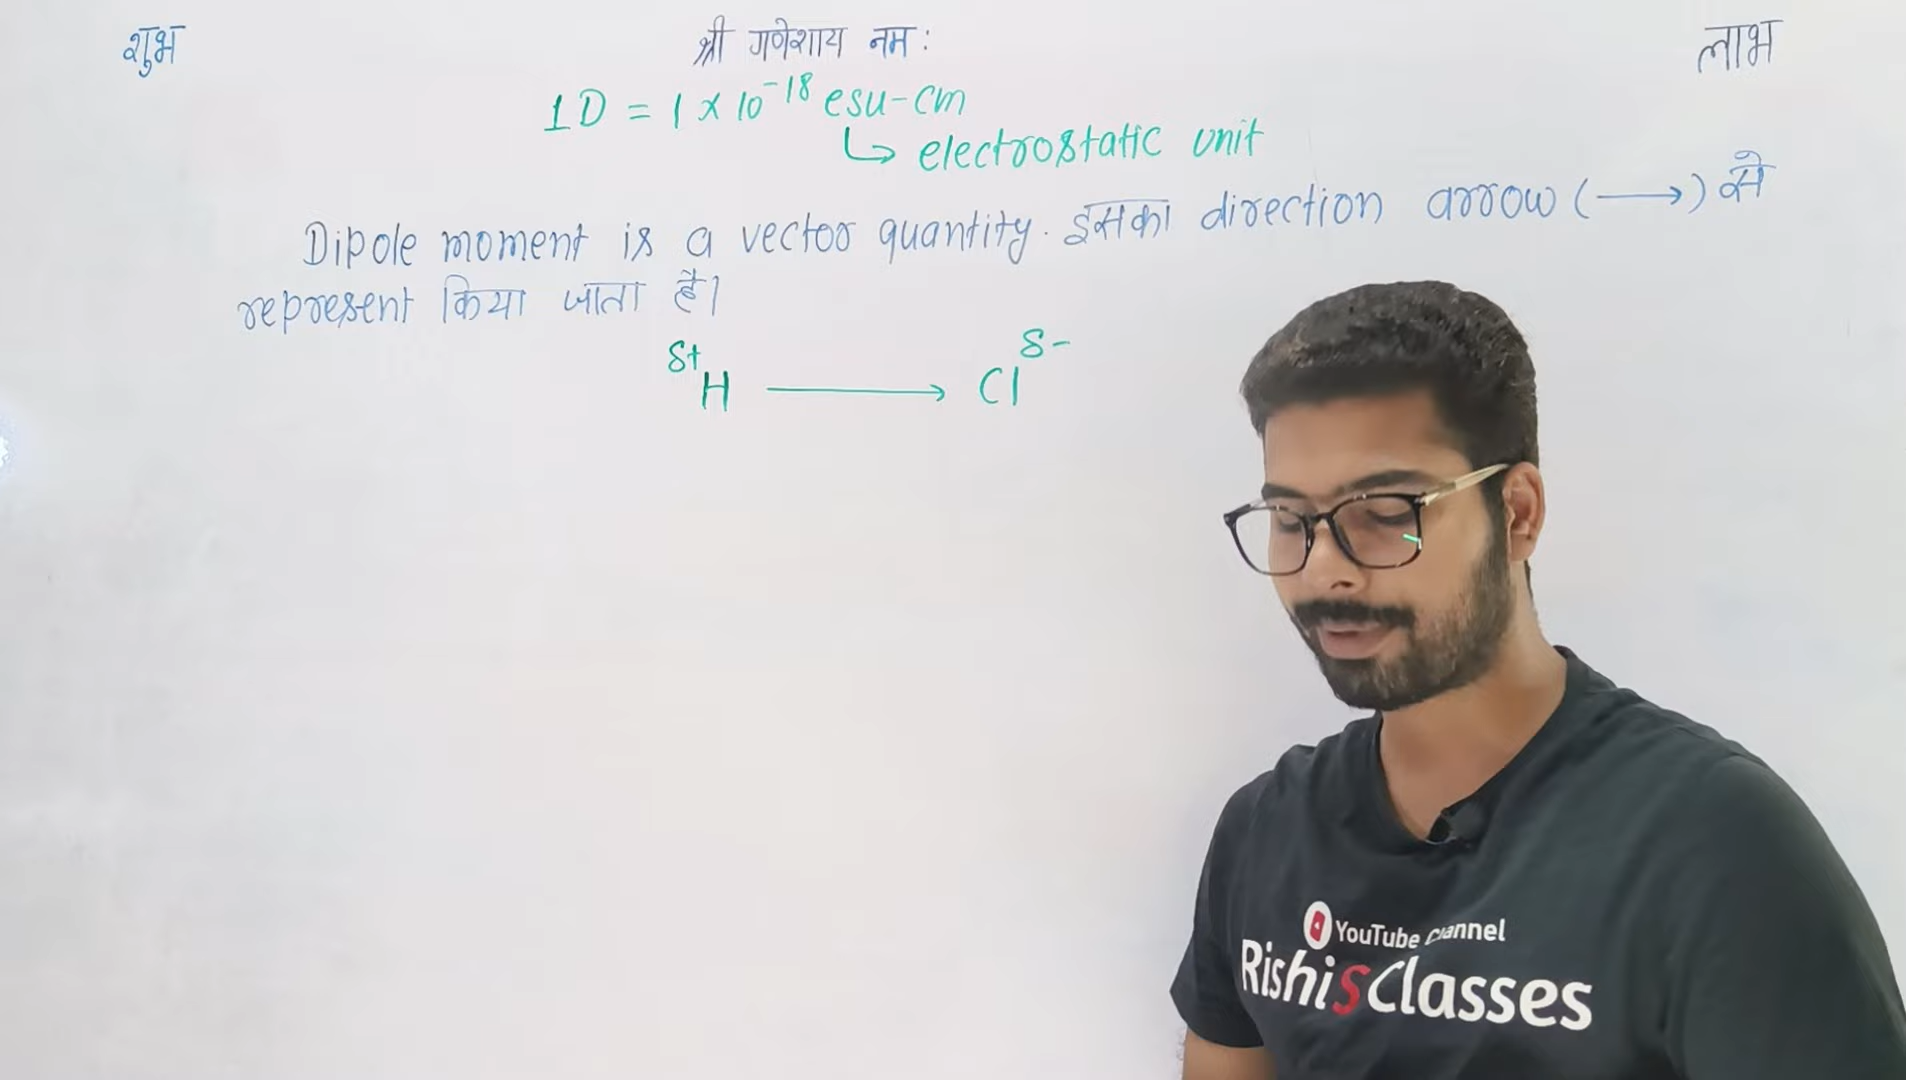 शुभ श्री गणेशाय नमः लाभ
1D = 1 × 10⁻¹⁸ esu-cm
↳ electrostatic unit
Dipole moment is a vector quantity. इसका direction arrow (⟶) से
represent किया जाता है।
δ+ H ⟶ Cl δ-
YouTube Channel
RishiSClasses